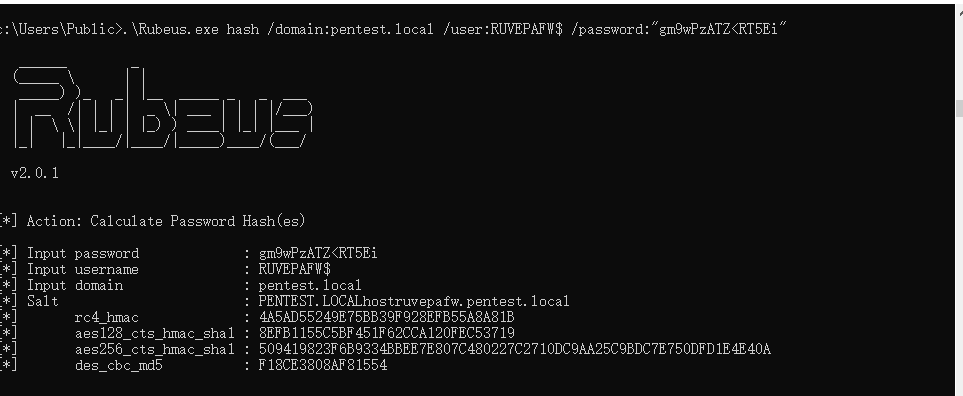 c:\Users\Public>.\Rubeus.exe hash /domain:pentest.local /user:RUVEPAFW$ /password:"gm9wPzATZ<RT5Ei"
Rubeus
v2.0.1
[*] Action: Calculate Password Hash(es)
[*] Input password : gm9wPzATZ<RT5Ei
[*] Input username : RUVEPAFW$
[*] Input domain : pentest.local
[*] Salt : PENTEST.LOCALhostruvepafw.pentest.local
[*] rc4_hmac : 4A5AD55249E75BB39F928EFB55A8A81B
[*] aes128_cts_hmac_sha1 : 8EFB1155C5BF451F62CCA120FEC53719
[*] aes256_cts_hmac_sha1 : 509419823F6B9334BBEE7E807C480227C2710DC9AA25C9BDC7E750DFD1E4E40A
[*] des_cbc_md5 : F18CE3808AF81554